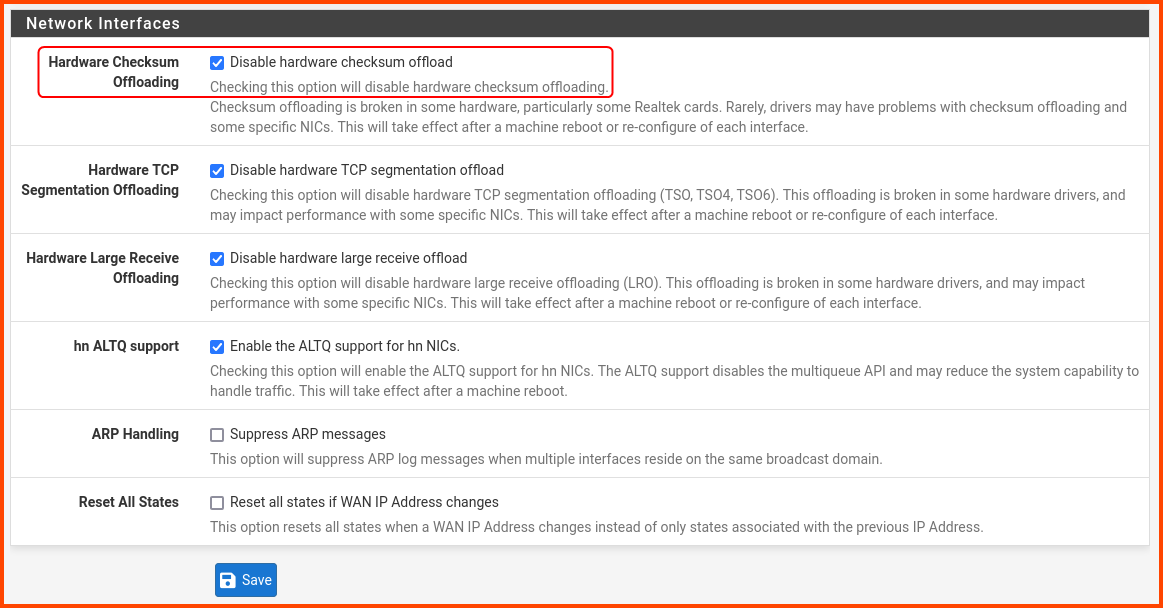 Network Interfaces
Hardware Checksum
Offloading
Disable hardware checksum offload
Checking this option will disable hardware checksum offloading.
Checksum offloading is broken in some hardware, particularly some Realtek cards. Rarely, drivers may have problems with checksum offloading and
some specific NICs. This will take effect after a machine reboot or re-configure of each interface.
Hardware TCP
Segmentation Offloading
Disable hardware TCP segmentation offload
Checking this option will disable hardware TCP segmentation offloading (TSO, TSO4, TSO6). This offloading is broken in some hardware drivers, and
may impact performance with some specific NICs. This will take effect after a machine reboot or re-configure of each interface.
Hardware Large Receive
Offloading
Disable hardware large receive offload
Checking this option will disable hardware large receive offloading (LRO). This offloading is broken in some hardware drivers, and may impact
performance with some specific NICs. This will take effect after a machine reboot or re-configure of each interface.
hn ALTQ support
Enable the ALTQ support for hn NICs.
Checking this option will enable the ALTQ support for hn NICs. The ALTQ support disables the multiqueue API and may reduce the system capability to
handle traffic. This will take effect after a machine reboot.
ARP Handling
Suppress ARP messages
This option will suppress ARP log messages when multiple interfaces reside on the same broadcast domain.
Reset All States
Reset all states if WAN IP Address changes
This option resets all states when a WAN IP Address changes instead of only states associated with the previous IP Address.
Save